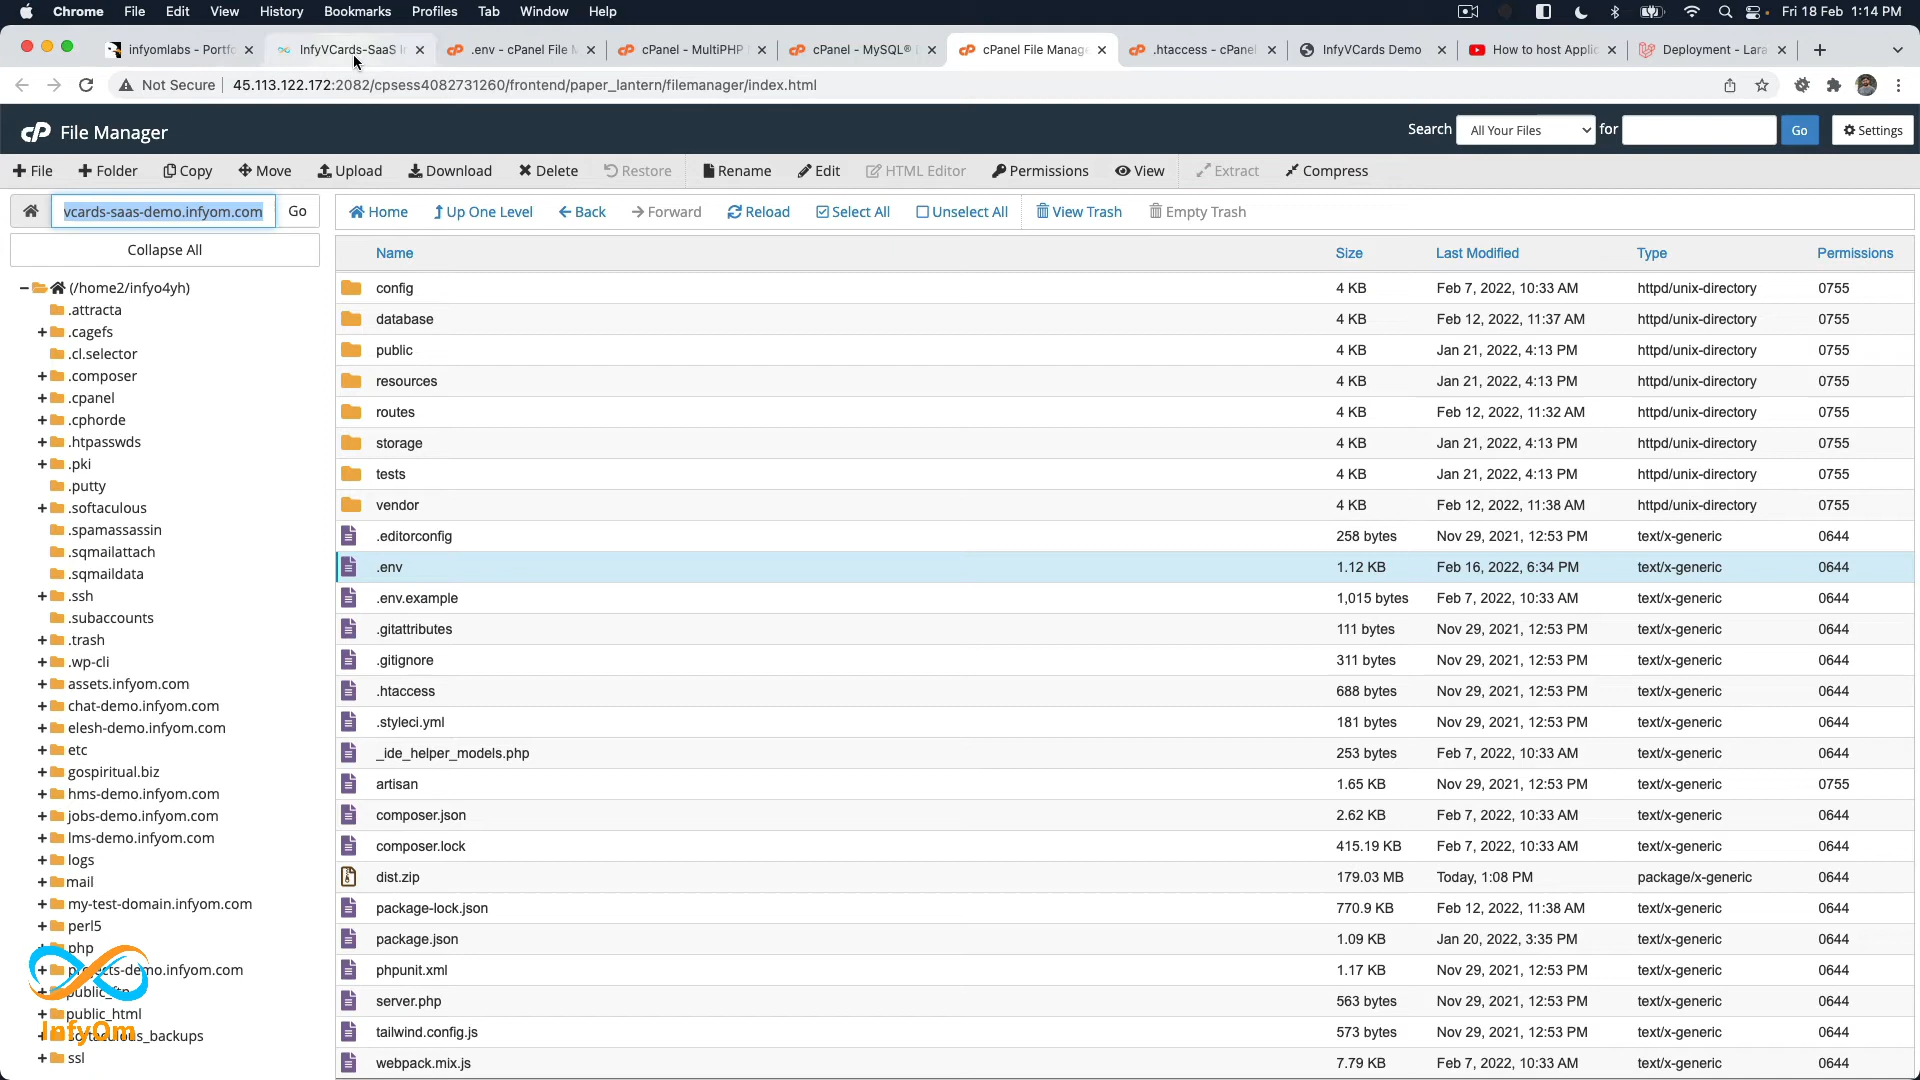 Chrome File Edit View History Bookmarks Profiles Tab Window Help Fri 18 Feb 1:14 PM
infyomlabs - Portfo InfyVCards-SaaS I .env - cPanel File M cPanel - MultiPHP cPanel - MySQL® cPanel File Manage .htaccess - cPanel InfyVCards Demo How to host Applic Deployment - Lara
Not Secure 45.113.122.172:2082/cpsess4082731260/frontend/paper_lantern/filemanager/index.html
cP File Manager Search All Your Files for Go Settings
File Folder Copy Move Upload Download Delete Restore Rename Edit HTML Editor Permissions View Extract Compress
vcards-saas-demo.infyom.com Go Home Up One Level Back Forward Reload Select All Unselect All View Trash Empty Trash
Collapse All
(/home2/infyo4yh)
.attracta
.cagefs
.cl.selector
.composer
.cpanel
.cphorde
.htpasswds
.pki
.putty
.softaculous
.spamassassin
.sqmailattach
.sqmaildata
.ssh
.subaccounts
.trash
.wp-cli
assets.infyom.com
chat-demo.infyom.com
elesh-demo.infyom.com
etc
gospiritual.biz
hms-demo.infyom.com
jobs-demo.infyom.com
lms-demo.infyom.com
logs
mail
my-test-domain.infyom.com
perl5
php
projects-demo.infyom.com
public_ftp
public_html
softaculous_backups
ssl
InfyOm
Name Size Last Modified Type Permissions
config 4 KB Feb 7, 2022, 10:33 AM httpd/unix-directory 0755
database 4 KB Feb 12, 2022, 11:37 AM httpd/unix-directory 0755
public 4 KB Jan 21, 2022, 4:13 PM httpd/unix-directory 0755
resources 4 KB Jan 21, 2022, 4:13 PM httpd/unix-directory 0755
routes 4 KB Feb 12, 2022, 11:32 AM httpd/unix-directory 0755
storage 4 KB Jan 21, 2022, 4:13 PM httpd/unix-directory 0755
tests 4 KB Jan 21, 2022, 4:13 PM httpd/unix-directory 0755
vendor 4 KB Feb 12, 2022, 11:38 AM httpd/unix-directory 0755
.editorconfig 258 bytes Nov 29, 2021, 12:53 PM text/x-generic 0644
.env 1.12 KB Feb 16, 2022, 6:34 PM text/x-generic 0644
.env.example 1,015 bytes Feb 7, 2022, 10:33 AM text/x-generic 0644
.gitattributes 111 bytes Nov 29, 2021, 12:53 PM text/x-generic 0644
.gitignore 311 bytes Nov 29, 2021, 12:53 PM text/x-generic 0644
.htaccess 688 bytes Nov 29, 2021, 12:53 PM text/x-generic 0644
.styleci.yml 181 bytes Nov 29, 2021, 12:53 PM text/x-generic 0644
_ide_helper_models.php 253 bytes Feb 7, 2022, 10:33 AM text/x-generic 0644
artisan 1.65 KB Nov 29, 2021, 12:53 PM text/x-generic 0755
composer.json 2.62 KB Feb 7, 2022, 10:33 AM text/x-generic 0644
composer.lock 415.19 KB Feb 7, 2022, 10:33 AM text/x-generic 0644
dist.zip 179.03 MB Today, 1:08 PM package/x-generic 0644
package-lock.json 770.9 KB Feb 12, 2022, 11:38 AM text/x-generic 0644
package.json 1.09 KB Jan 20, 2022, 3:35 PM text/x-generic 0644
phpunit.xml 1.17 KB Nov 29, 2021, 12:53 PM text/x-generic 0644
server.php 563 bytes Nov 29, 2021, 12:53 PM text/x-generic 0644
tailwind.config.js 573 bytes Nov 29, 2021, 12:53 PM text/x-generic 0644
webpack.mix.js 7.79 KB Feb 7, 2022, 10:33 AM text/x-generic 0644